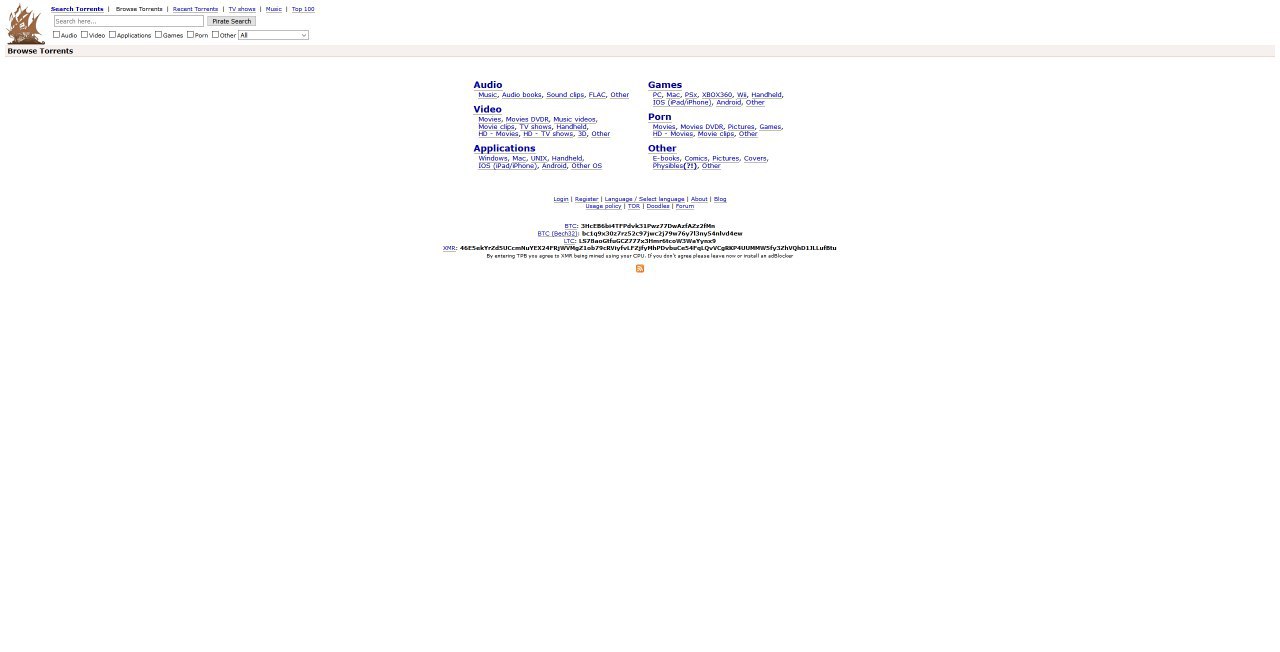 Search Torrents | Browse Torrents | Recent Torrents | TV shows | Music | Top 100
Search here... Pirate Search
Audio Video Applications Games Porn Other All
Browse Torrents
Audio
Music, Audio books, Sound clips, FLAC, Other
Video
Movies, Movies DVDR, Music videos,
Movie clips, TV shows, Handheld,
HD - Movies, HD - TV shows, 3D, Other
Applications
Windows, Mac, UNIX, Handheld,
IOS (iPad/iPhone), Android, Other OS
Games
PC, Mac, PSx, XBOX360, Wii, Handheld,
IOS (iPad/iPhone), Android, Other
Porn
Movies, Movies DVDR, Pictures, Games,
HD - Movies, Movie clips, Other
Other
E-books, Comics, Pictures, Covers,
Physibles(?!), Other
Login | Register | Language / Select language | About | Blog
Usage policy | TOR | Doodles | Forum
BTC:
BTC (Bech32):
LTC:
XMR:
By entering TPB you agree to XMR being mined using your CPU. If you don't agree please leave now or install an adBlocker